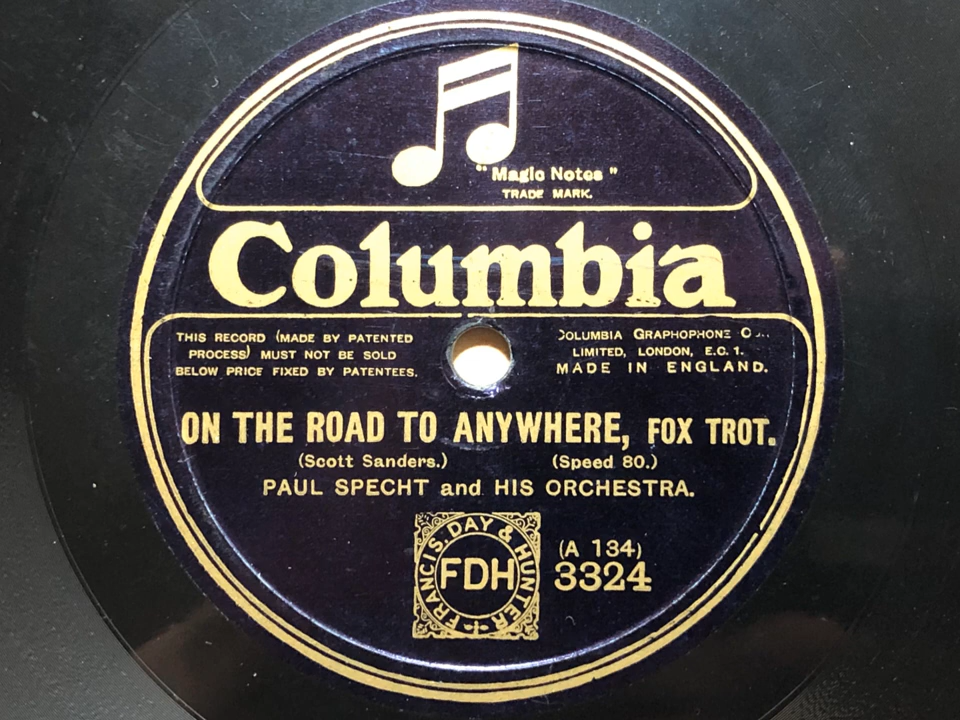 " Magic Notes "
TRADE MARK.
Columbia
THIS RECORD (MADE BY PATENTED
PROCESS) MUST NOT BE SOLD
BELOW PRICE FIXED BY PATENTEES.
COLUMBIA GRAPHOPHONE
LIMITED, LONDON, E.C.1.
MADE IN ENGLAND.
ON THE ROAD TO ANYWHERE, FOX TROT.
(Scott Sanders.) (Speed 80.)
PAUL SPECHT and HIS ORCHESTRA.
FRANCIS, DAY & HUNTER
FDH
(A 134)
3324